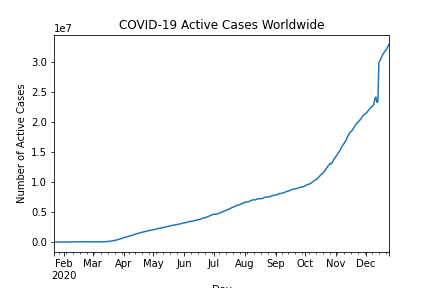 COVID-19 Active Cases Worldwide
1e7
3.0
2.5
2.0
1.5
1.0
0.5
0.0
Number of Active Cases
Feb Mar Apr May Jun Jul Aug Sep Oct Nov Dec
2020